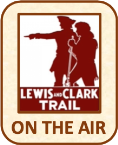 LEWIS AND CLARK
TRAIL
ON THE AIR